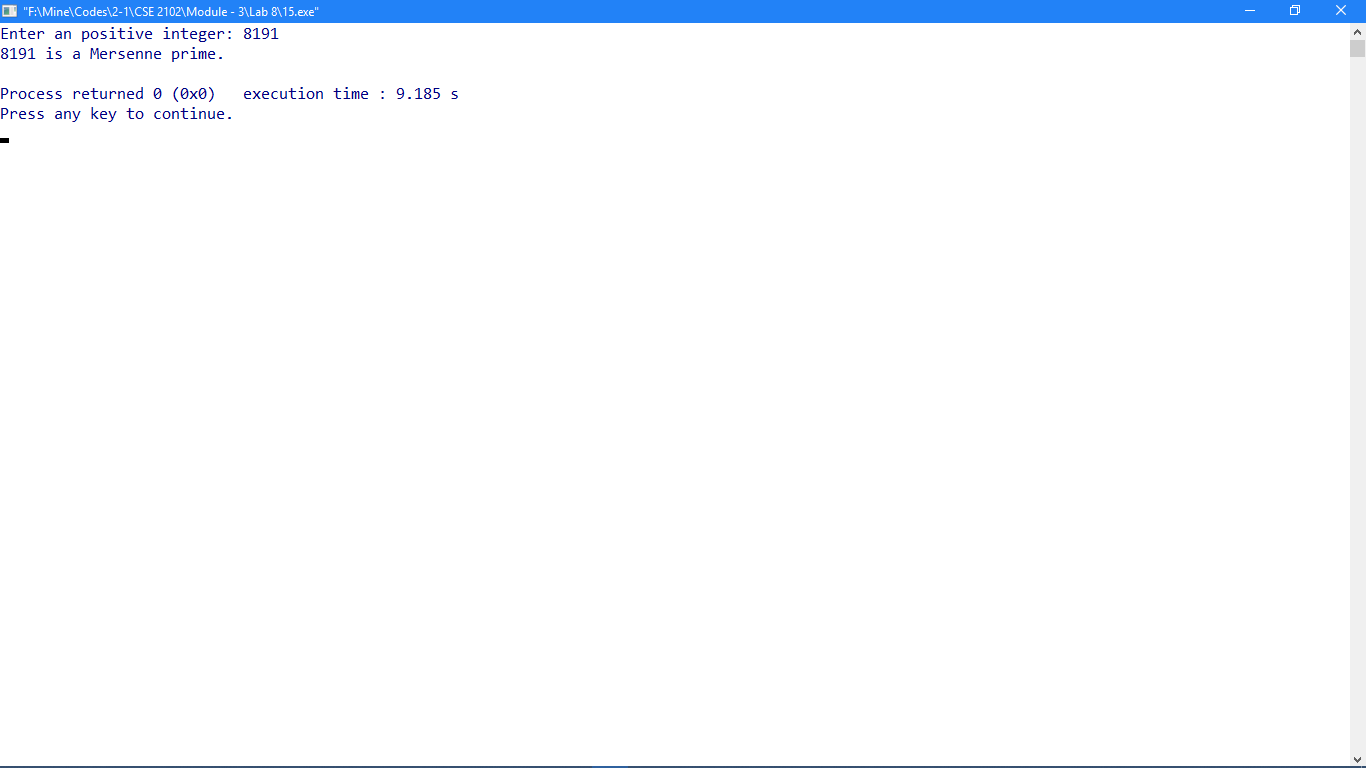 "F:\Mine\Codes\2-1\CSE 2102\Module - 3\Lab 8\15.exe"
Enter an positive integer: 8191
8191 is a Mersenne prime.
Process returned 0 (0x0)   execution time : 9.185 s
Press any key to continue.